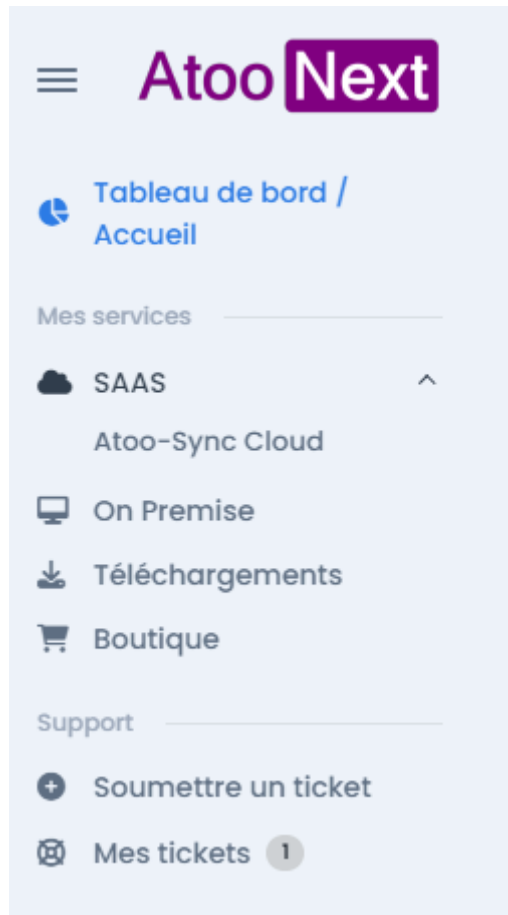 Atoo Next
Tableau de bord /
Accueil
Mes services
SAAS
Atoo-Sync Cloud
On Premise
Téléchargements
Boutique
Support
Soumettre un ticket
Mes tickets 1